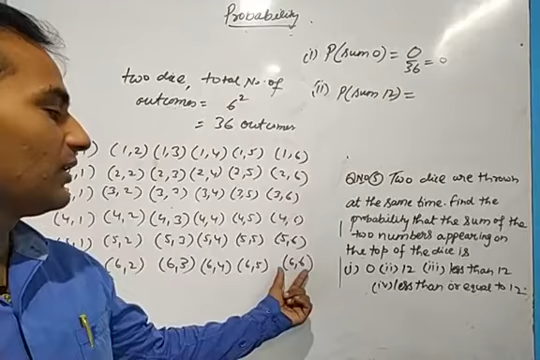 Probability
two dice, total No. of
outcomes = 6²
= 36 outcomes
(i) P(sum 0) = 0/36 = 0
(ii) P(sum 12) =
,1) (1,2) (1,3) (1,4) (1,5) (1,6)
,1) (2,2) (2,3) (2,4) (2,5) (2,6)
,1) (3,2) (3,3) (3,4) (3,5) (3,6)
(4,1) (4,2) (4,3) (4,4) (4,5) (4,6)
,1) (5,2) (5,3) (5,4) (5,5) (5,6)
(6,2) (6,3) (6,4) (6,5) (6,6)
QNO(5) Two dice are thrown
at the same time. find the
probability that the sum of the
two numbers appearing on
the top of the dice is
(i) 0 (ii) 12 (iii) less than 12
(iv) less than or equal to 12.